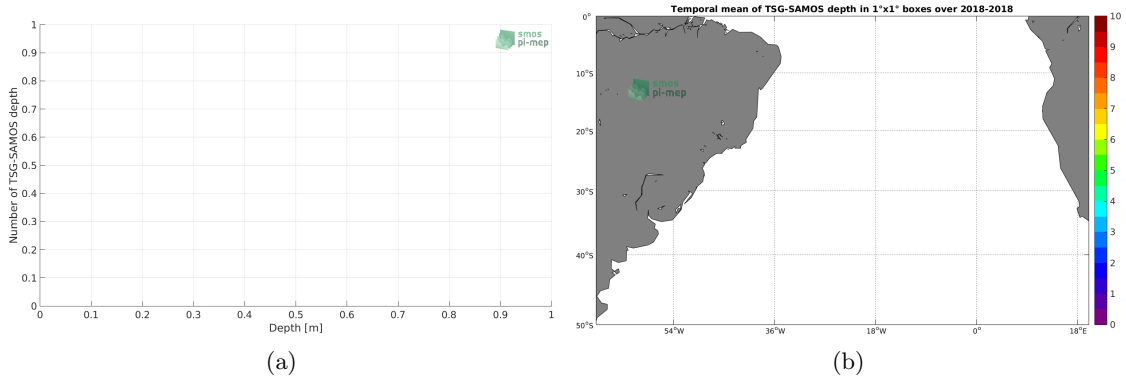 1
0.9
0.8
0.7
0.6
0.5
0.4
0.3
0.2
0.1
0
Number of TSG-SAMOS depth
0 0.1 0.2 0.3 0.4 0.5 0.6 0.7 0.8 0.9 1
Depth [m]
smos
pi-mep
(a)
Temporal mean of TSG-SAMOS depth in 1°x1° boxes over 2018-2018
0°
10°S
20°S
30°S
40°S
50°S
54°W 36°W 18°W 0° 18°E
smos
pi-mep
10
9
8
7
6
5
4
3
2
1
0
(b)